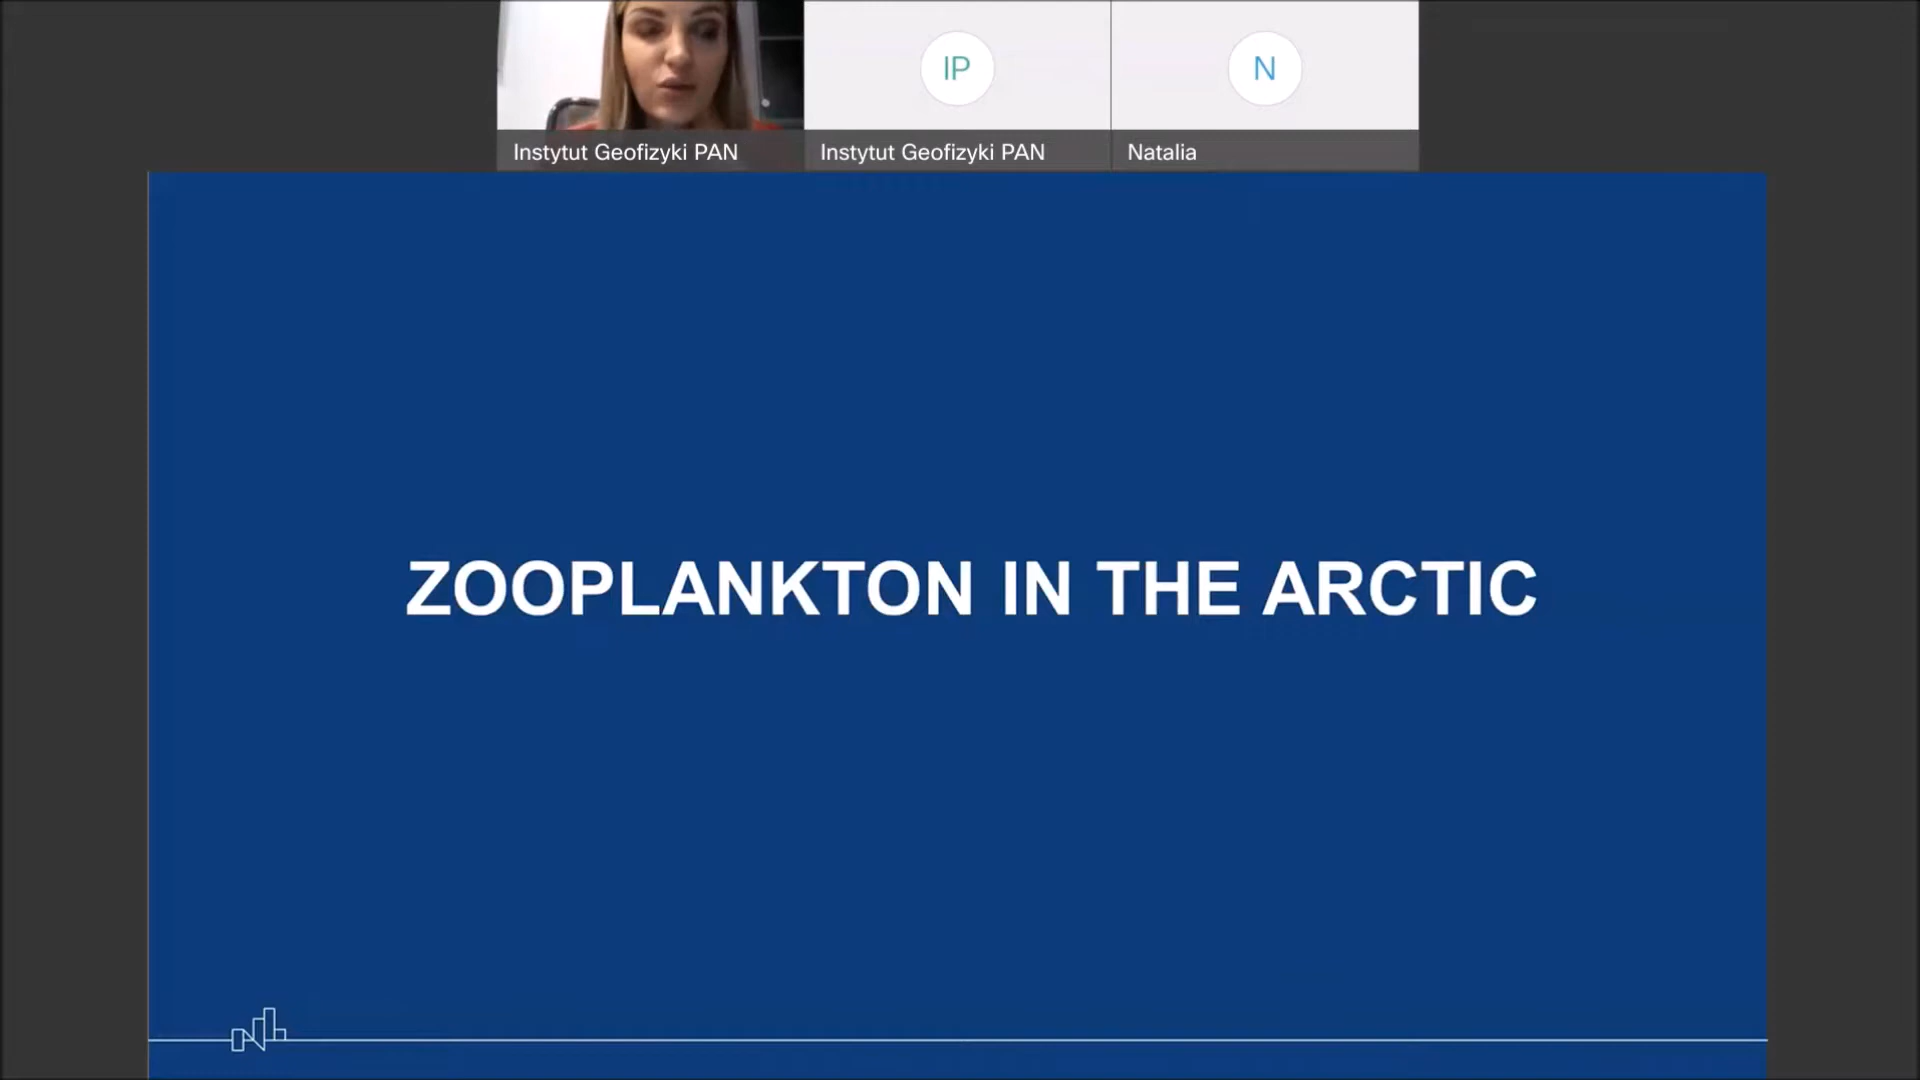 IP
N
Instytut Geofizyki PAN
Instytut Geofizyki PAN
Natalia
ZOOPLANKTON IN THE ARCTIC